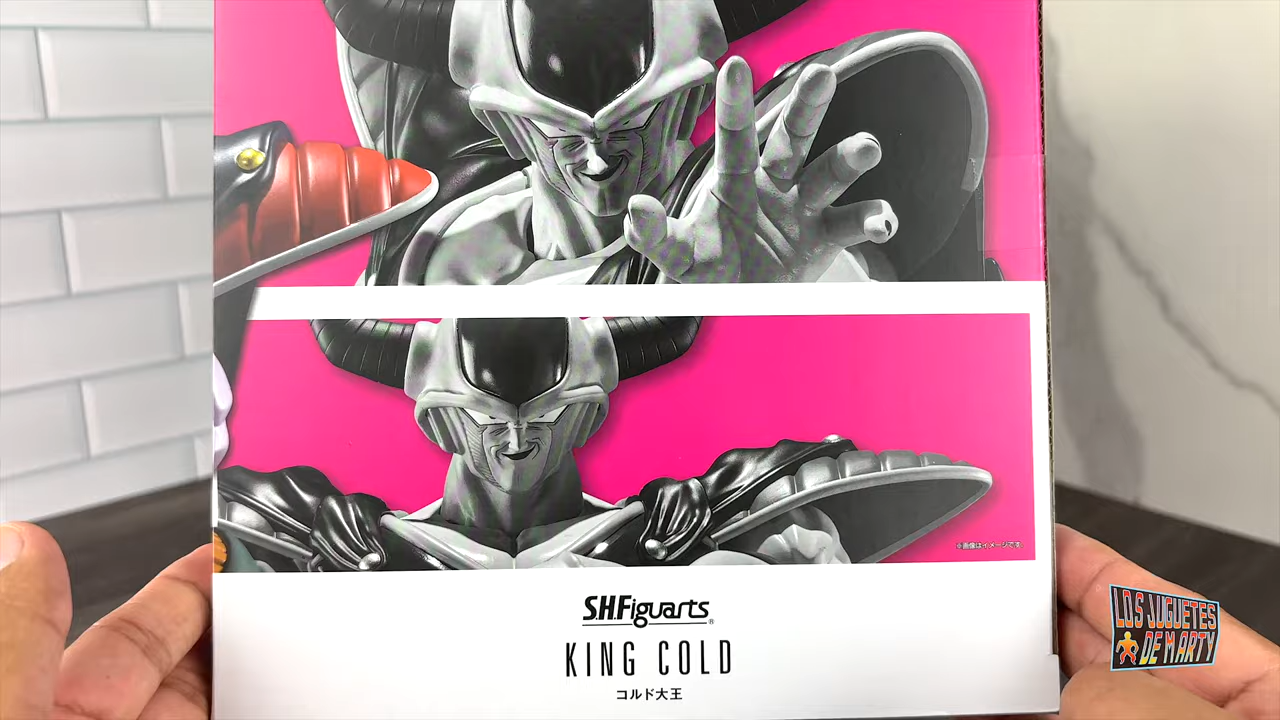 ※画像はイメージです。
S.H.Figuarts®
KING COLD
コルド大王
LOS JUGUETES
DE MARTY